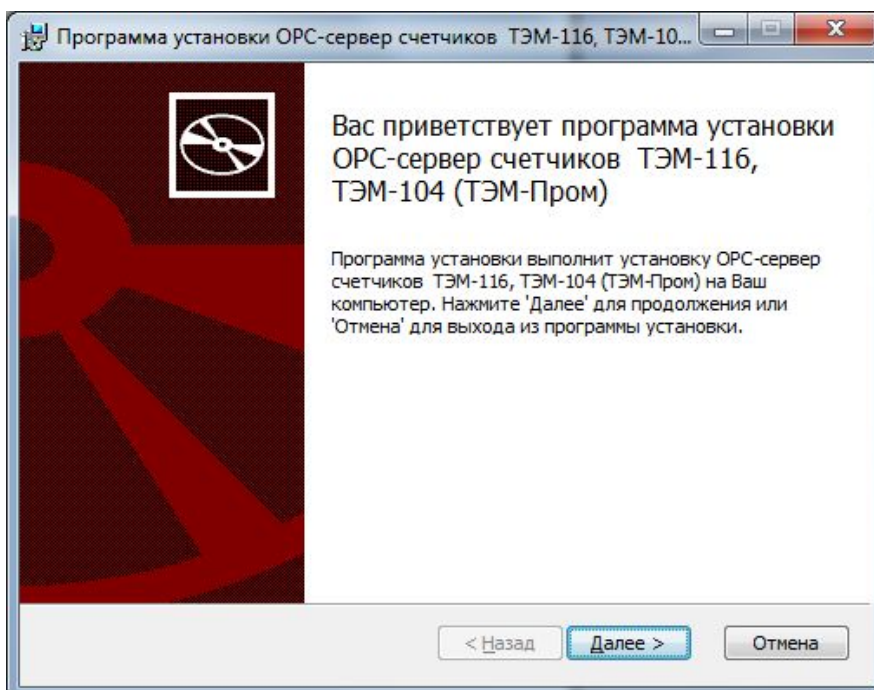 Программа установки OPC-сервер счетчиков  ТЭМ-116, ТЭМ-10...
Вас приветствует программа установки
OPC-сервер счетчиков  ТЭМ-116,
ТЭМ-104 (ТЭМ-Пром)
Программа установки выполнит установку OPC-сервер
счетчиков  ТЭМ-116, ТЭМ-104 (ТЭМ-Пром) на Ваш
компьютер. Нажмите 'Далее' для продолжения или
'Отмена' для выхода из программы установки.
< Назад
Далее >
Отмена